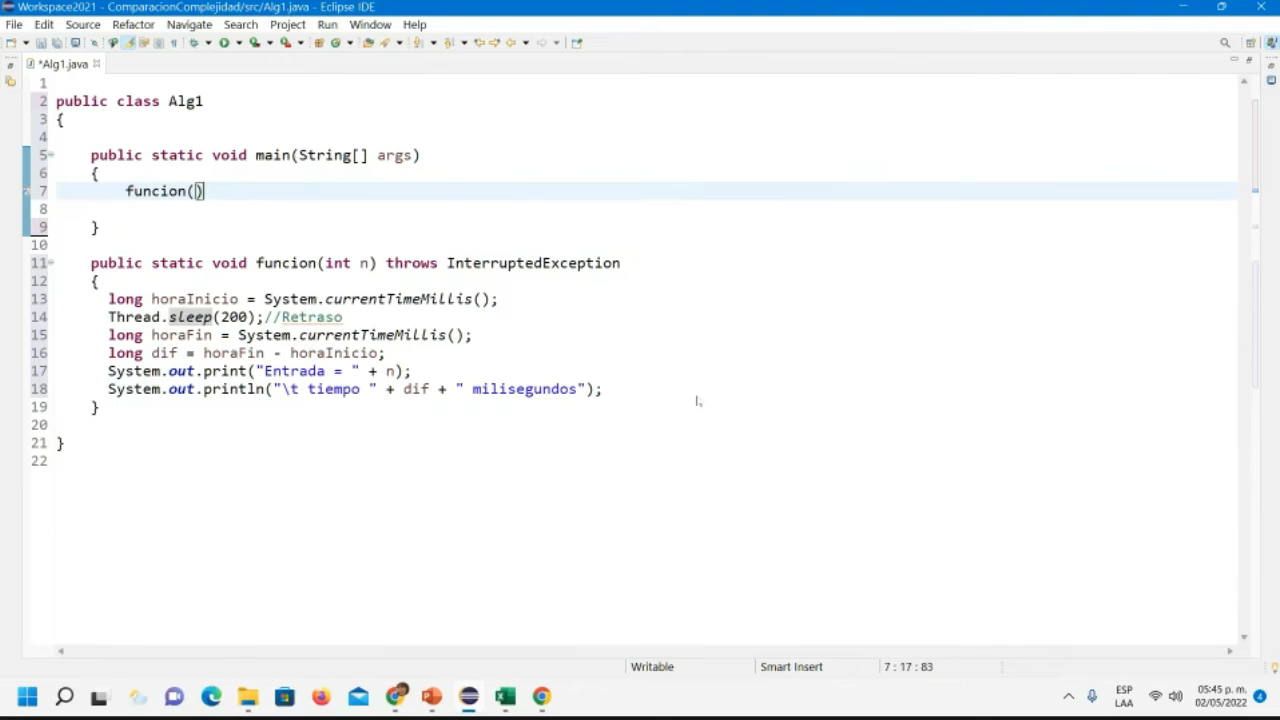 Workspace2021 - ComparacionComplejidad/src/Alg1.java - Eclipse IDE
File Edit Source Refactor Navigate Search Project Run Window Help
*Alg1.java
1
2 public class Alg1
3 {
4
5 public static void main(String[] args)
6 {
7 funcion()
8
9 }
10
11 public static void funcion(int n) throws InterruptedException
12 {
13 long horaInicio = System.currentTimeMillis();
14 Thread.sleep(200);//Retraso
15 long horaFin = System.currentTimeMillis();
16 long dif = horaFin - horaInicio;
17 System.out.print("Entrada = " + n);
18 System.out.println("\t tiempo " + dif + " milisegundos");
19 }
20
21 }
22
Writable Smart Insert 7 : 17 : 83
ESP 05:45 p. m.
LAA 02/05/2022 4